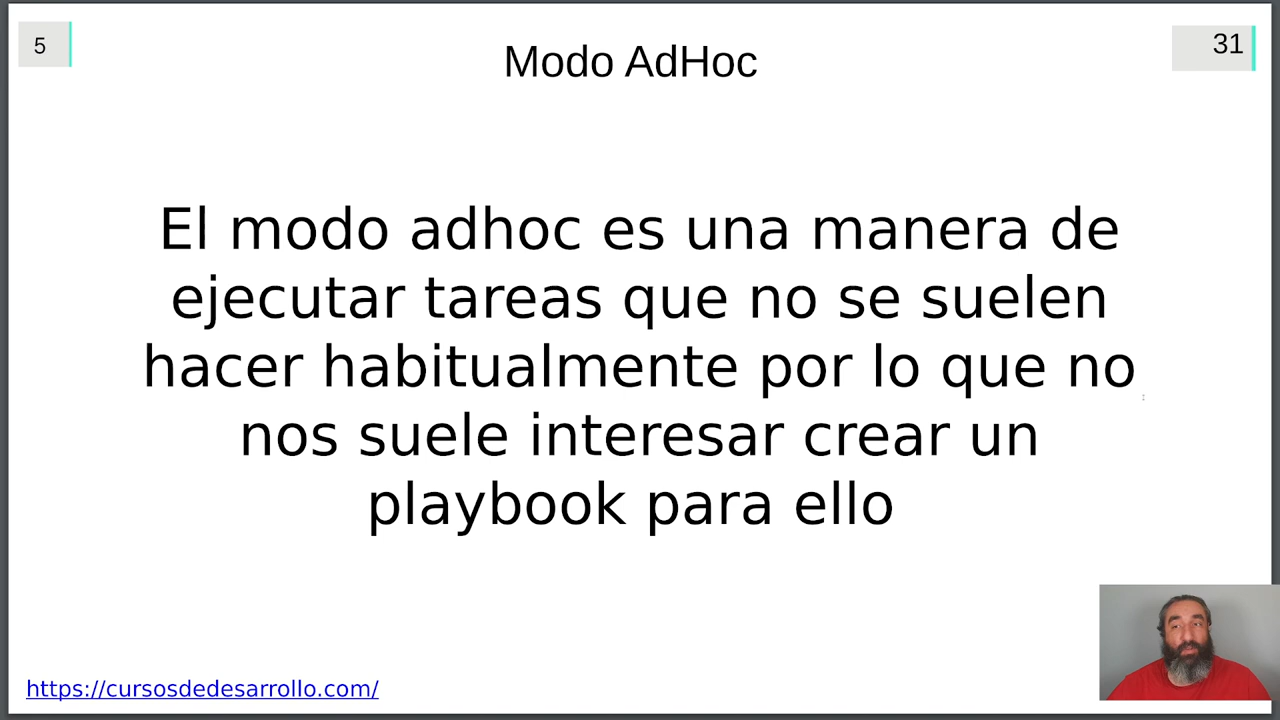 5
Modo AdHoc
31
El modo adhoc es una manera de
ejecutar tareas que no se suelen
hacer habitualmente por lo que no
nos suele interesar crear un
playbook para ello
https://cursosdedesarrollo.com/